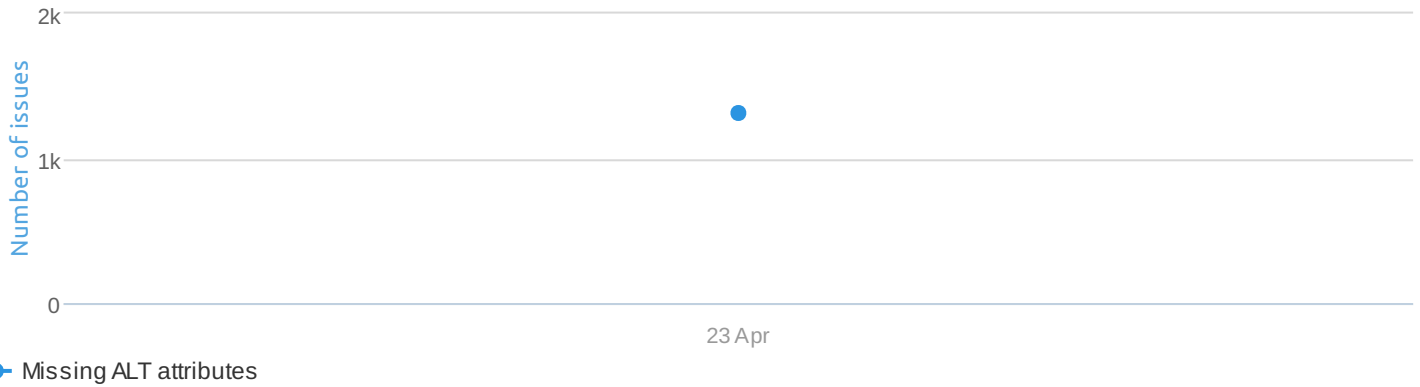 2k
Number of issues
1k
0
23 Apr
Missing ALT attributes